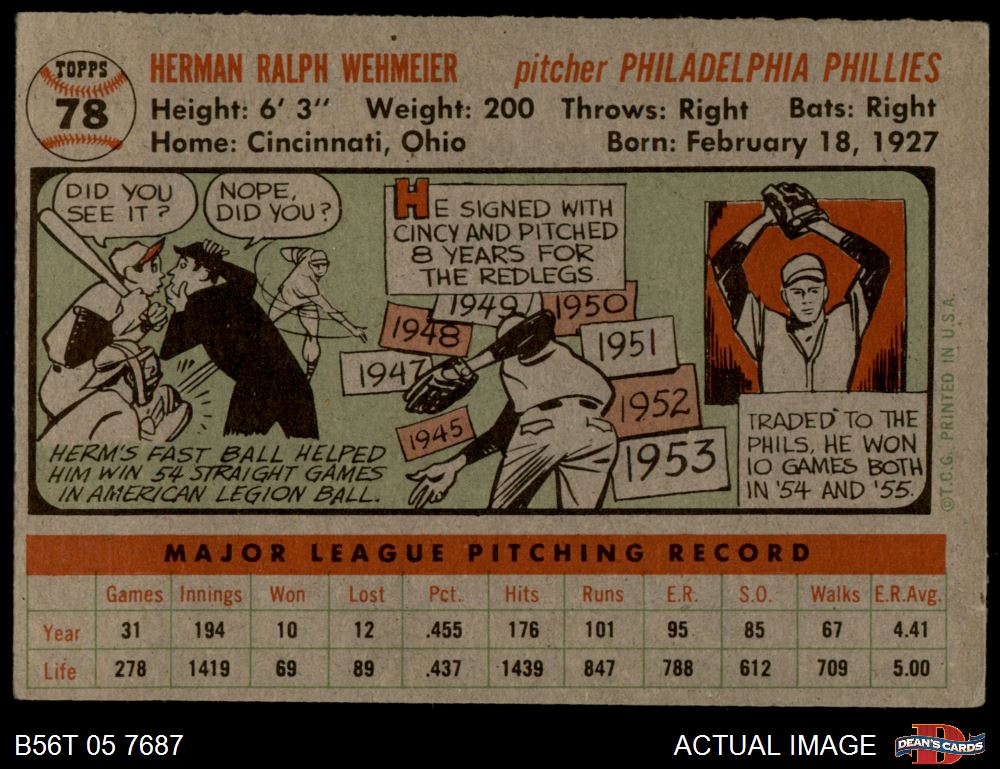 TOPPS
78
HERMAN RALPH WEHMEIER pitcher PHILADELPHIA PHILLIES
Height: 6' 3" Weight: 200 Throws: Right Bats: Right
Home: Cincinnati, Ohio Born: February 18, 1927
DID YOU
SEE IT?
NOPE,
DID YOU?
HERM'S FAST BALL HELPED
HIM WIN 54 STRAIGHT GAMES
IN AMERICAN LEGION BALL.
HE SIGNED WITH
CINCY AND PITCHED
8 YEARS FOR
THE REDLEGS.
1949 1950
1948
1951
1947
1952
1945
1953
TRADED TO THE
PHILS, HE WON
10 GAMES BOTH
IN '54 AND '55.
©T.C.G. PRINTED IN U.S.A.
MAJOR LEAGUE PITCHING RECORD
Games Innings Won Lost Pct. Hits Runs E.R. S.O. Walks E.R.Avg.
Year 31 194 10 12 .455 176 101 95 85 67 4.41
Life 278 1419 69 89 .437 1439 847 788 612 709 5.00
B56T 05 7687 ACTUAL IMAGE
DEAN'S CARDS